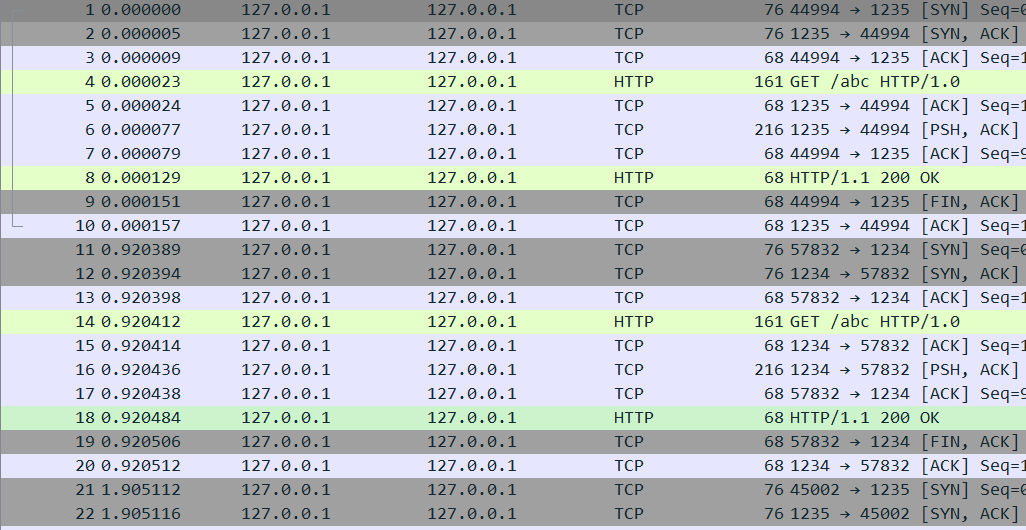 1 0.000000 127.0.0.1 127.0.0.1 TCP 76 44994 → 1235 [SYN] Seq=0
2 0.000005 127.0.0.1 127.0.0.1 TCP 76 1235 → 44994 [SYN, ACK]
3 0.000009 127.0.0.1 127.0.0.1 TCP 68 44994 → 1235 [ACK] Seq=1
4 0.000023 127.0.0.1 127.0.0.1 HTTP 161 GET /abc HTTP/1.0
5 0.000024 127.0.0.1 127.0.0.1 TCP 68 1235 → 44994 [ACK] Seq=1
6 0.000077 127.0.0.1 127.0.0.1 TCP 216 1235 → 44994 [PSH, ACK]
7 0.000079 127.0.0.1 127.0.0.1 TCP 68 44994 → 1235 [ACK] Seq=9
8 0.000129 127.0.0.1 127.0.0.1 HTTP 68 HTTP/1.1 200 OK
9 0.000151 127.0.0.1 127.0.0.1 TCP 68 44994 → 1235 [FIN, ACK]
10 0.000157 127.0.0.1 127.0.0.1 TCP 68 1235 → 44994 [ACK] Seq=1
11 0.920389 127.0.0.1 127.0.0.1 TCP 76 57832 → 1234 [SYN] Seq=0
12 0.920394 127.0.0.1 127.0.0.1 TCP 76 1234 → 57832 [SYN, ACK]
13 0.920398 127.0.0.1 127.0.0.1 TCP 68 57832 → 1234 [ACK] Seq=1
14 0.920412 127.0.0.1 127.0.0.1 HTTP 161 GET /abc HTTP/1.0
15 0.920414 127.0.0.1 127.0.0.1 TCP 68 1234 → 57832 [ACK] Seq=1
16 0.920436 127.0.0.1 127.0.0.1 TCP 216 1234 → 57832 [PSH, ACK]
17 0.920438 127.0.0.1 127.0.0.1 TCP 68 57832 → 1234 [ACK] Seq=9
18 0.920484 127.0.0.1 127.0.0.1 HTTP 68 HTTP/1.1 200 OK
19 0.920506 127.0.0.1 127.0.0.1 TCP 68 57832 → 1234 [FIN, ACK]
20 0.920512 127.0.0.1 127.0.0.1 TCP 68 1234 → 57832 [ACK] Seq=1
21 1.905112 127.0.0.1 127.0.0.1 TCP 76 45002 → 1235 [SYN] Seq=0
22 1.905116 127.0.0.1 127.0.0.1 TCP 76 1235 → 45002 [SYN, ACK]